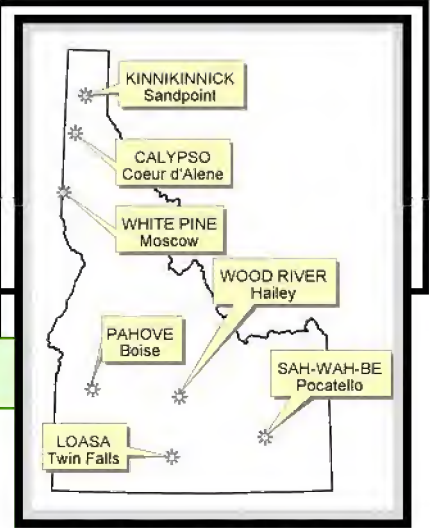 KINNIKINNICK
Sandpoint
CALYPSO
Coeur d'Alene
WHITE PINE
Moscow
WOOD RIVER
Hailey
PAHOVE
Boise
SAH-WAH-BE
Pocatello
LOASA
Twin Falls